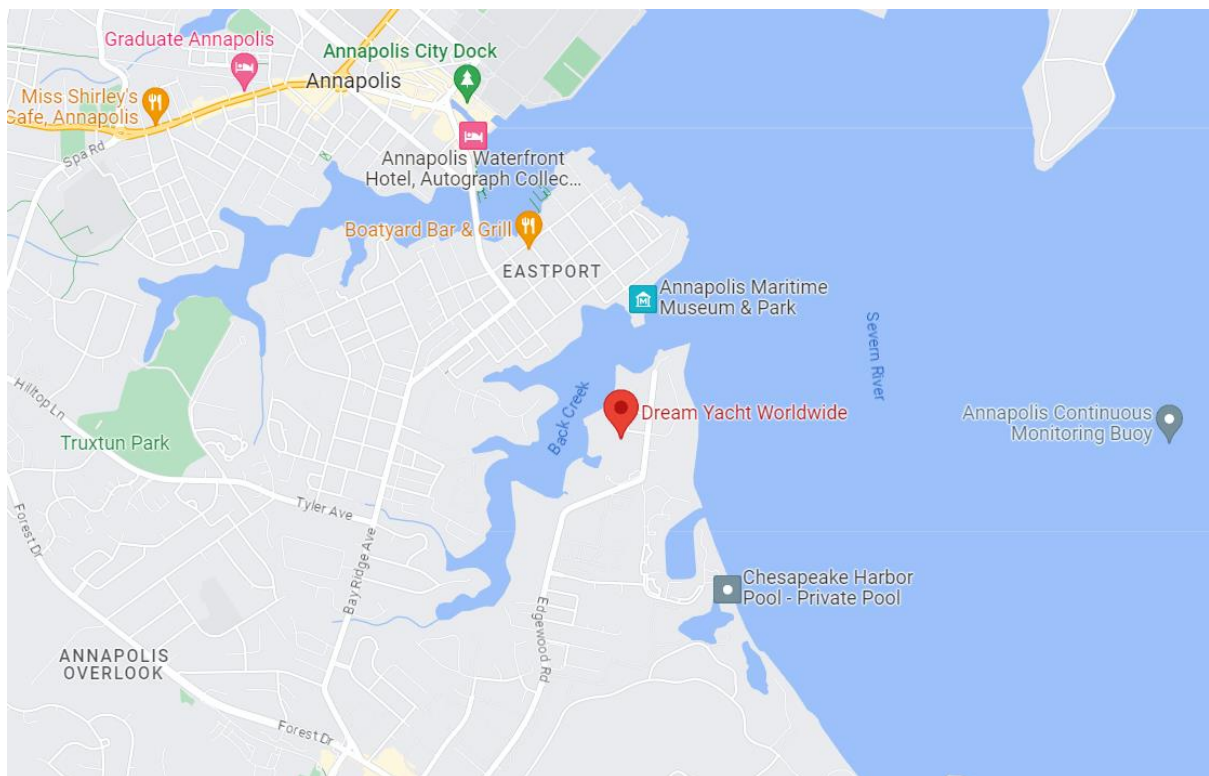 Graduate Annapolis
Annapolis City Dock
Annapolis
Miss Shirley's
Cafe, Annapolis
Spa Rd
Annapolis Waterfront
Hotel, Autograph Collec...
Boatyard Bar & Grill
EASTPORT
Annapolis Maritime
Museum & Park
Severn River
Hilltop Ln
Truxtun Park
Back Creek
Dream Yacht Worldwide
Annapolis Continuous
Monitoring Buoy
Forest Dr
Tyler Ave
Bay Ridge Ave
Chesapeake Harbor
Pool - Private Pool
Edgewood Rd
ANNAPOLIS
OVERLOOK
Forest Dr